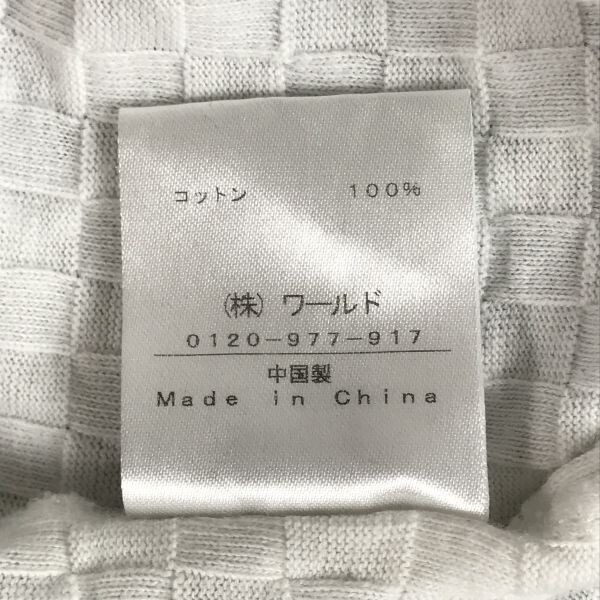 コットン 100%
(株) ワールド
0120-977-917
中国製
Made in China